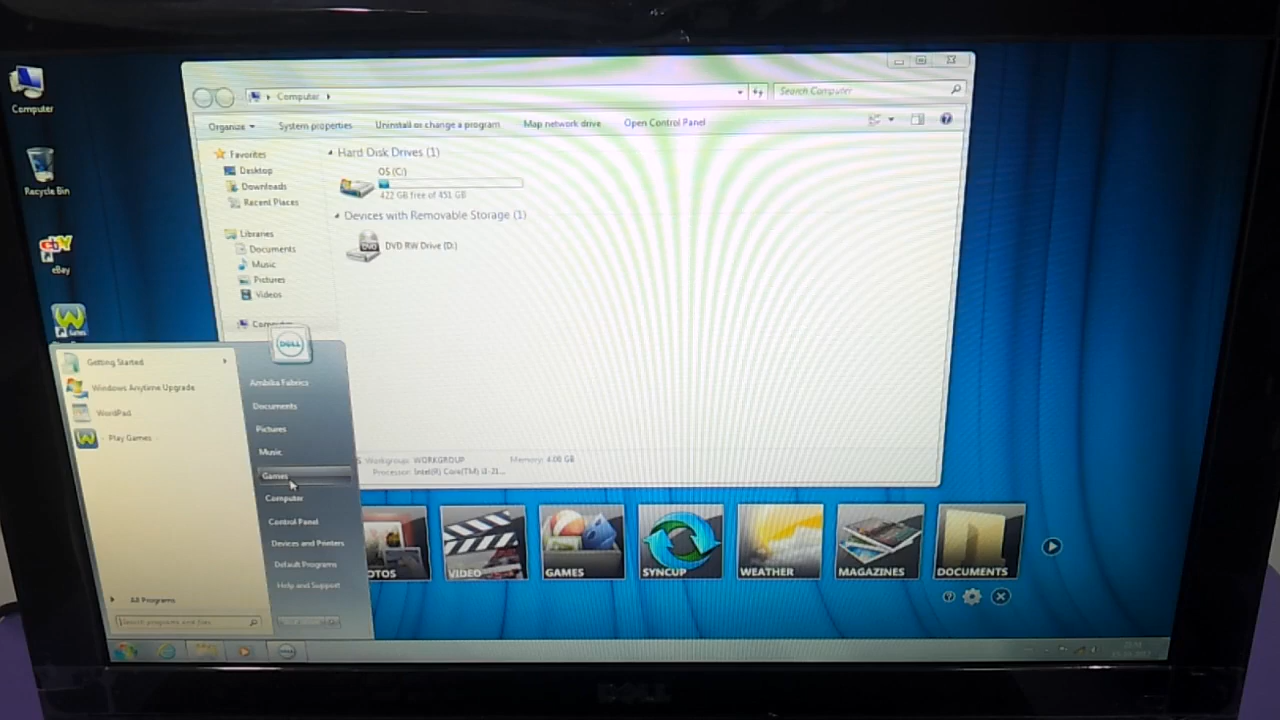 Computer
Recycle Bin
ebY
eBay
Games
Computer
Search Computer
Organize
System properties
Uninstall or change a program
Map network drive
Open Control Panel
Favorites
Desktop
Downloads
Recent Places
Libraries
Documents
Music
Pictures
Videos
Computer
Hard Disk Drives (1)
OS (C:)
422 GB free of 451 GB
Devices with Removable Storage (1)
DVD
DVD RW Drive (D:)
Workgroup: WORKGROUP
Memory: 4.00 GB
Processor: Intel(R) Core(TM) i3-21...
DELL
Getting Started
Windows Anytime Upgrade
WordPad
- Play Games -
All Programs
Search programs and files
Documents
Pictures
Music
Games
Computer
Control Panel
Devices and Printers
Default Programs
Help and Support
OTOS
VIDEO
GAMES
SYNCUP
WEATHER
MAGAZINES
DOCUMENTS
DELL
DELL